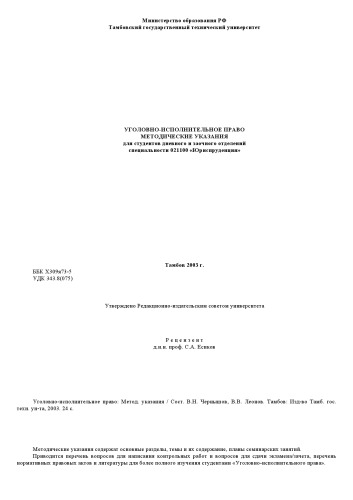 Министерство образования РФ
Тамбовский государственный технический университет
УГОЛОВНО-ИСПОЛНИТЕЛЬНОЕ ПРАВО
МЕТОДИЧЕСКИЕ УКАЗАНИЯ
для студентов дневного и заочного отделений
специальности 021100 «Юриспруденция»
Тамбов 2003 г.
ББК Х309я73-5
УДК 343.8(075)
Утверждено Редакционно-издательским советом университета
Р е ц е н з е н т
д.и.н. проф. С.А. Есиков
Уголовно-исполнительное право: Метод. указания / Сост. В.Н. Чернышов, В.В. Леонов. Тамбов: Изд-во Тамб. гос.
техн. ун-та, 2003. 24 с.
Методические указания содержат основные разделы, темы и их содержание, планы семинарских занятий.
Приводится перечень вопросов для написания контрольных работ и вопросов для сдачи экзамена/зачета, перечень
нормативных правовых актов и литературы для более полного изучения студентами «Уголовно-исполнительного права».